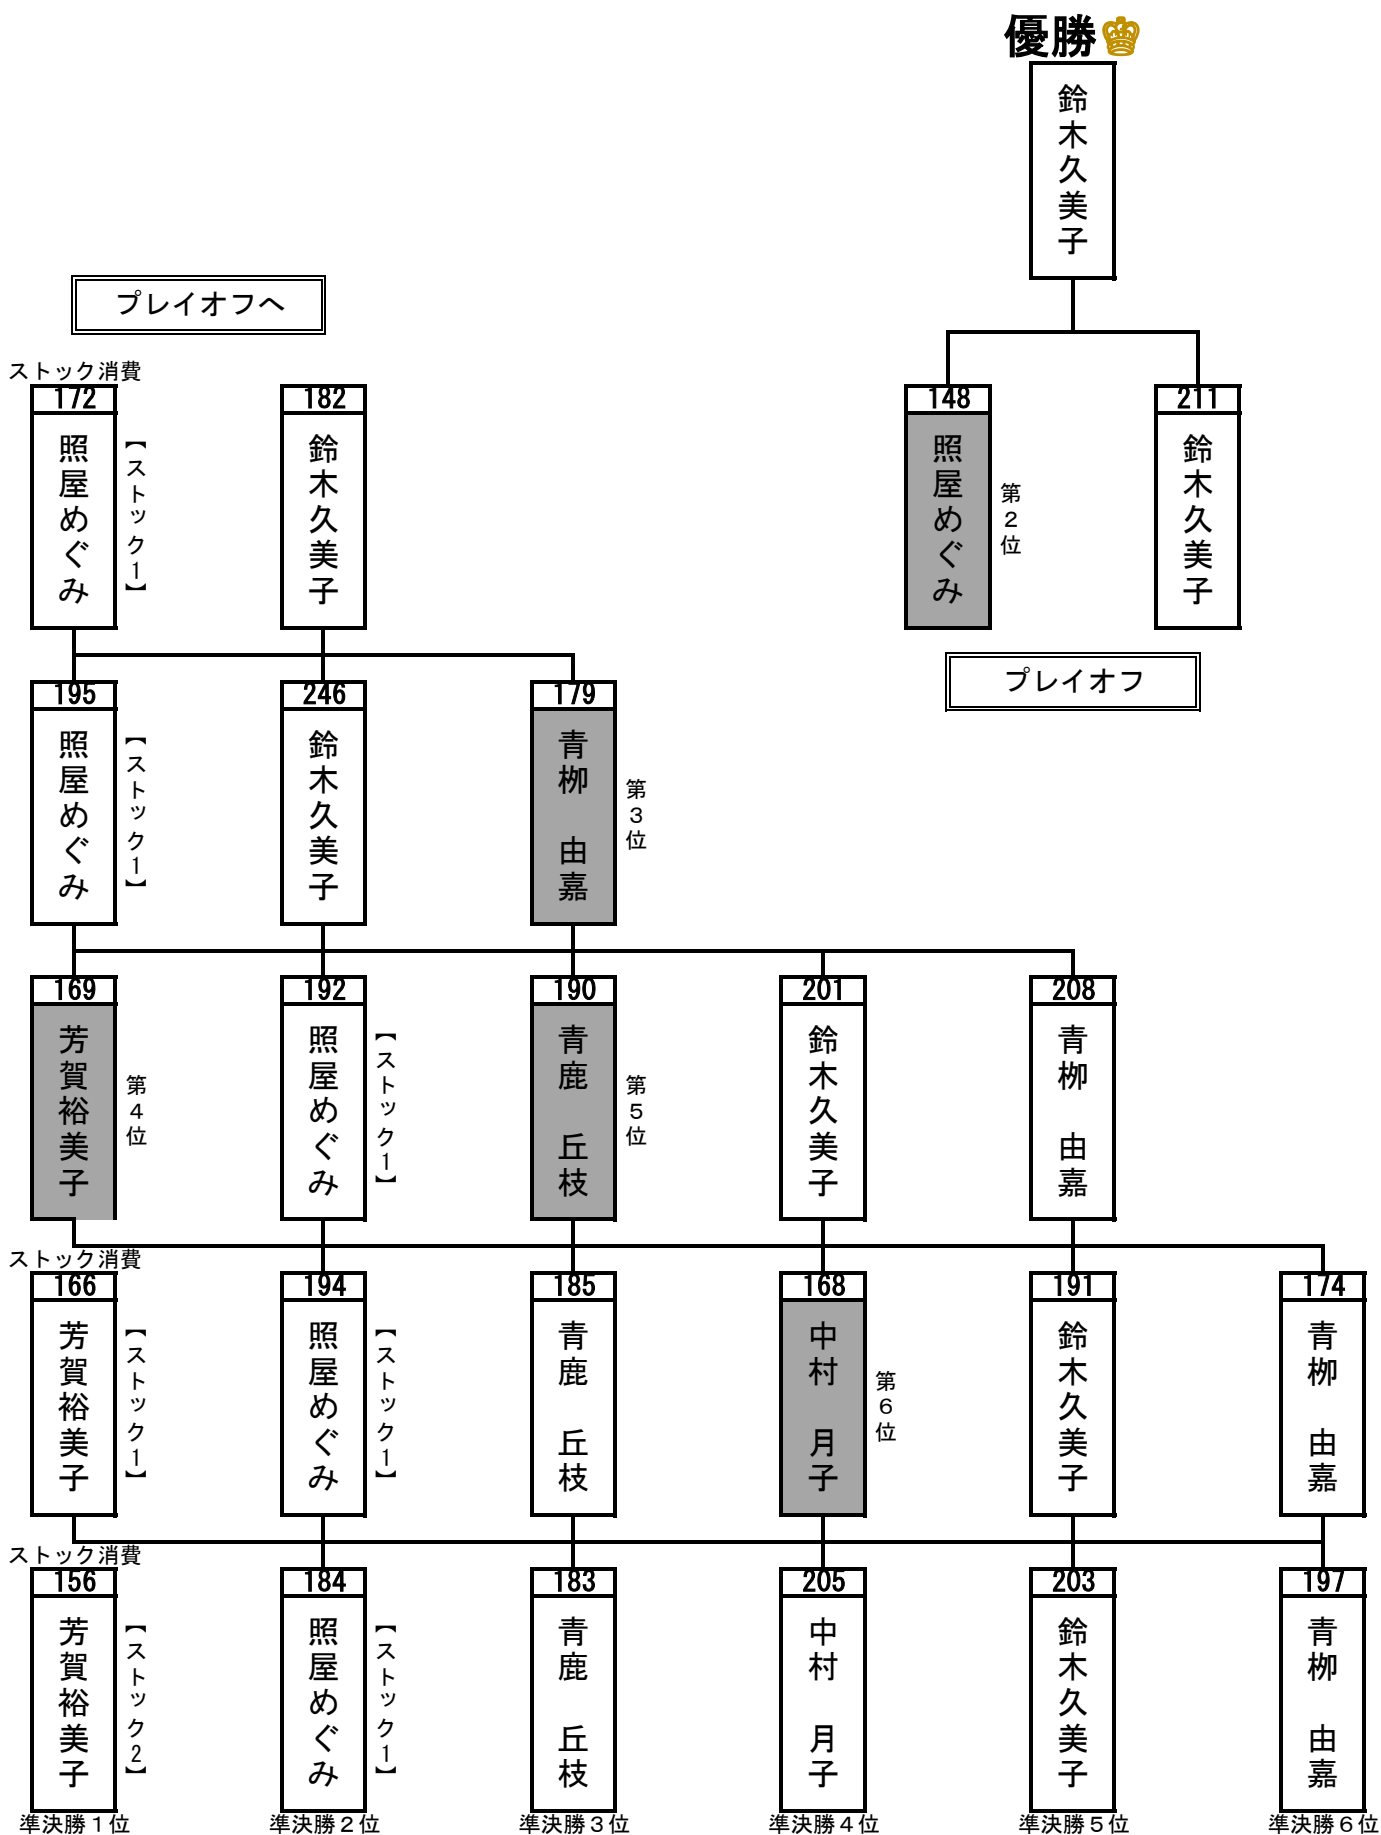 優勝
鈴木久美子
プレイオフへ
ストック消費
172
182
148
211
照屋めぐみ
【ストック1】
鈴木久美子
照屋めぐみ
第2位
鈴木久美子
プレイオフ
195
246
179
照屋めぐみ
【ストック1】
鈴木久美子
青栁　由嘉
第3位
169
192
190
201
208
芳賀裕美子
第4位
照屋めぐみ
【ストック1】
青鹿　丘枝
第5位
鈴木久美子
青栁　由嘉
ストック消費
166
194
185
168
191
174
芳賀裕美子
【ストック1】
照屋めぐみ
【ストック1】
青鹿　丘枝
中村　月子
第6位
鈴木久美子
青栁　由嘉
ストック消費
156
184
183
205
203
197
芳賀裕美子
【ストック2】
照屋めぐみ
【ストック1】
青鹿　丘枝
中村　月子
鈴木久美子
青栁　由嘉
準決勝１位
準決勝２位
準決勝３位
準決勝４位
準決勝５位
準決勝６位